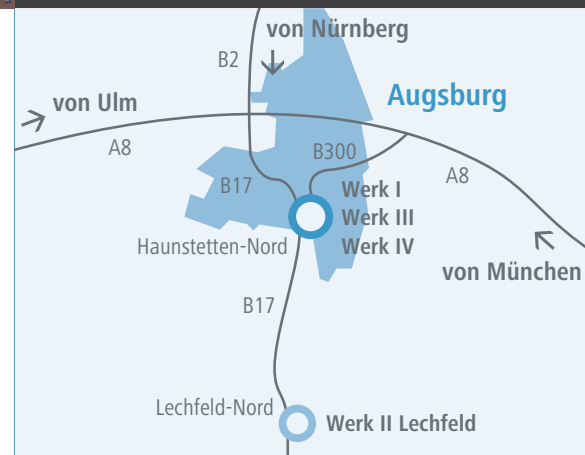 von Nürnberg
B2
Augsburg
von Ulm
A8
B300
A8
B17
Werk I
Werk III
Werk IV
Haunstetten-Nord
von München
B17
Lechfeld-Nord
Werk II Lechfeld